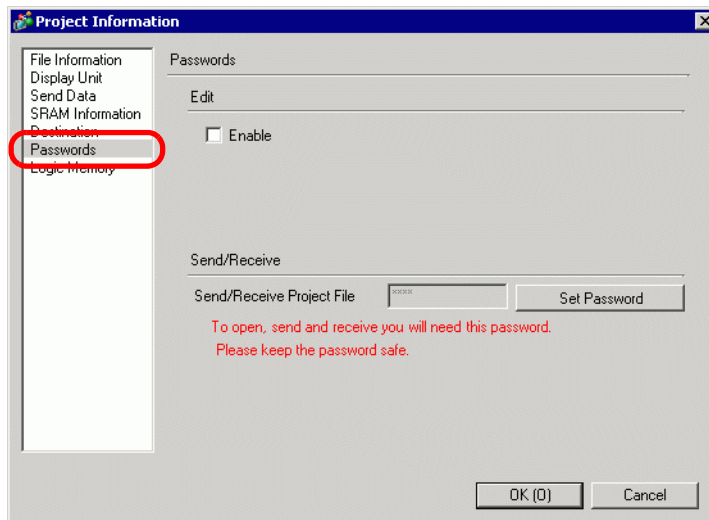 Project Information
File Information
Display Unit
Send Data
SRAM Information
Destination
Passwords
Logic Memory
Passwords
Edit
Enable
Send/Receive
Send/Receive Project File xxxx Set Password
To open, send and receive you will need this password.
Please keep the password safe.
OK (O) Cancel